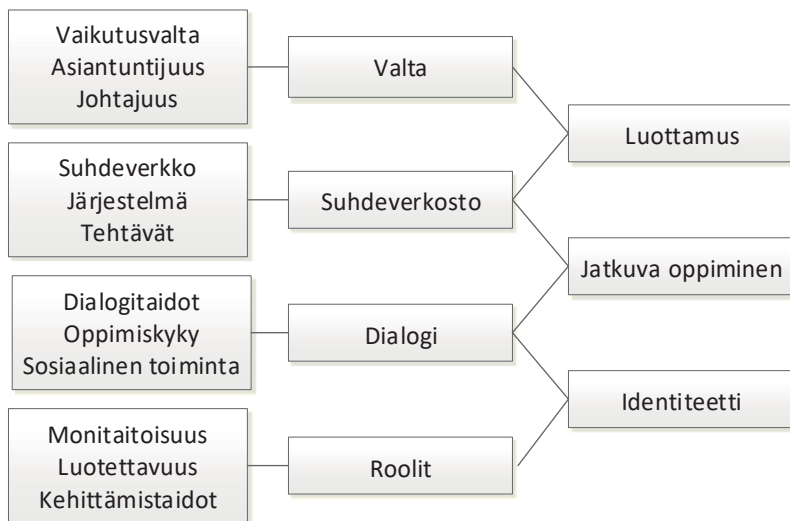 Vaikutusvalta
Asiantuntijuus
Johtajuus
Valta
Luottamus
Suhdeverkko
Järjestelmä
Tehtävät
Suhdeverkosto
Jatkuva oppiminen
Dialogitaidot
Oppimiskyky
Sosiaalinen toiminta
Dialogi
Identiteetti
Monitaitoisuus
Luotettavuus
Kehittämistaidot
Roolit